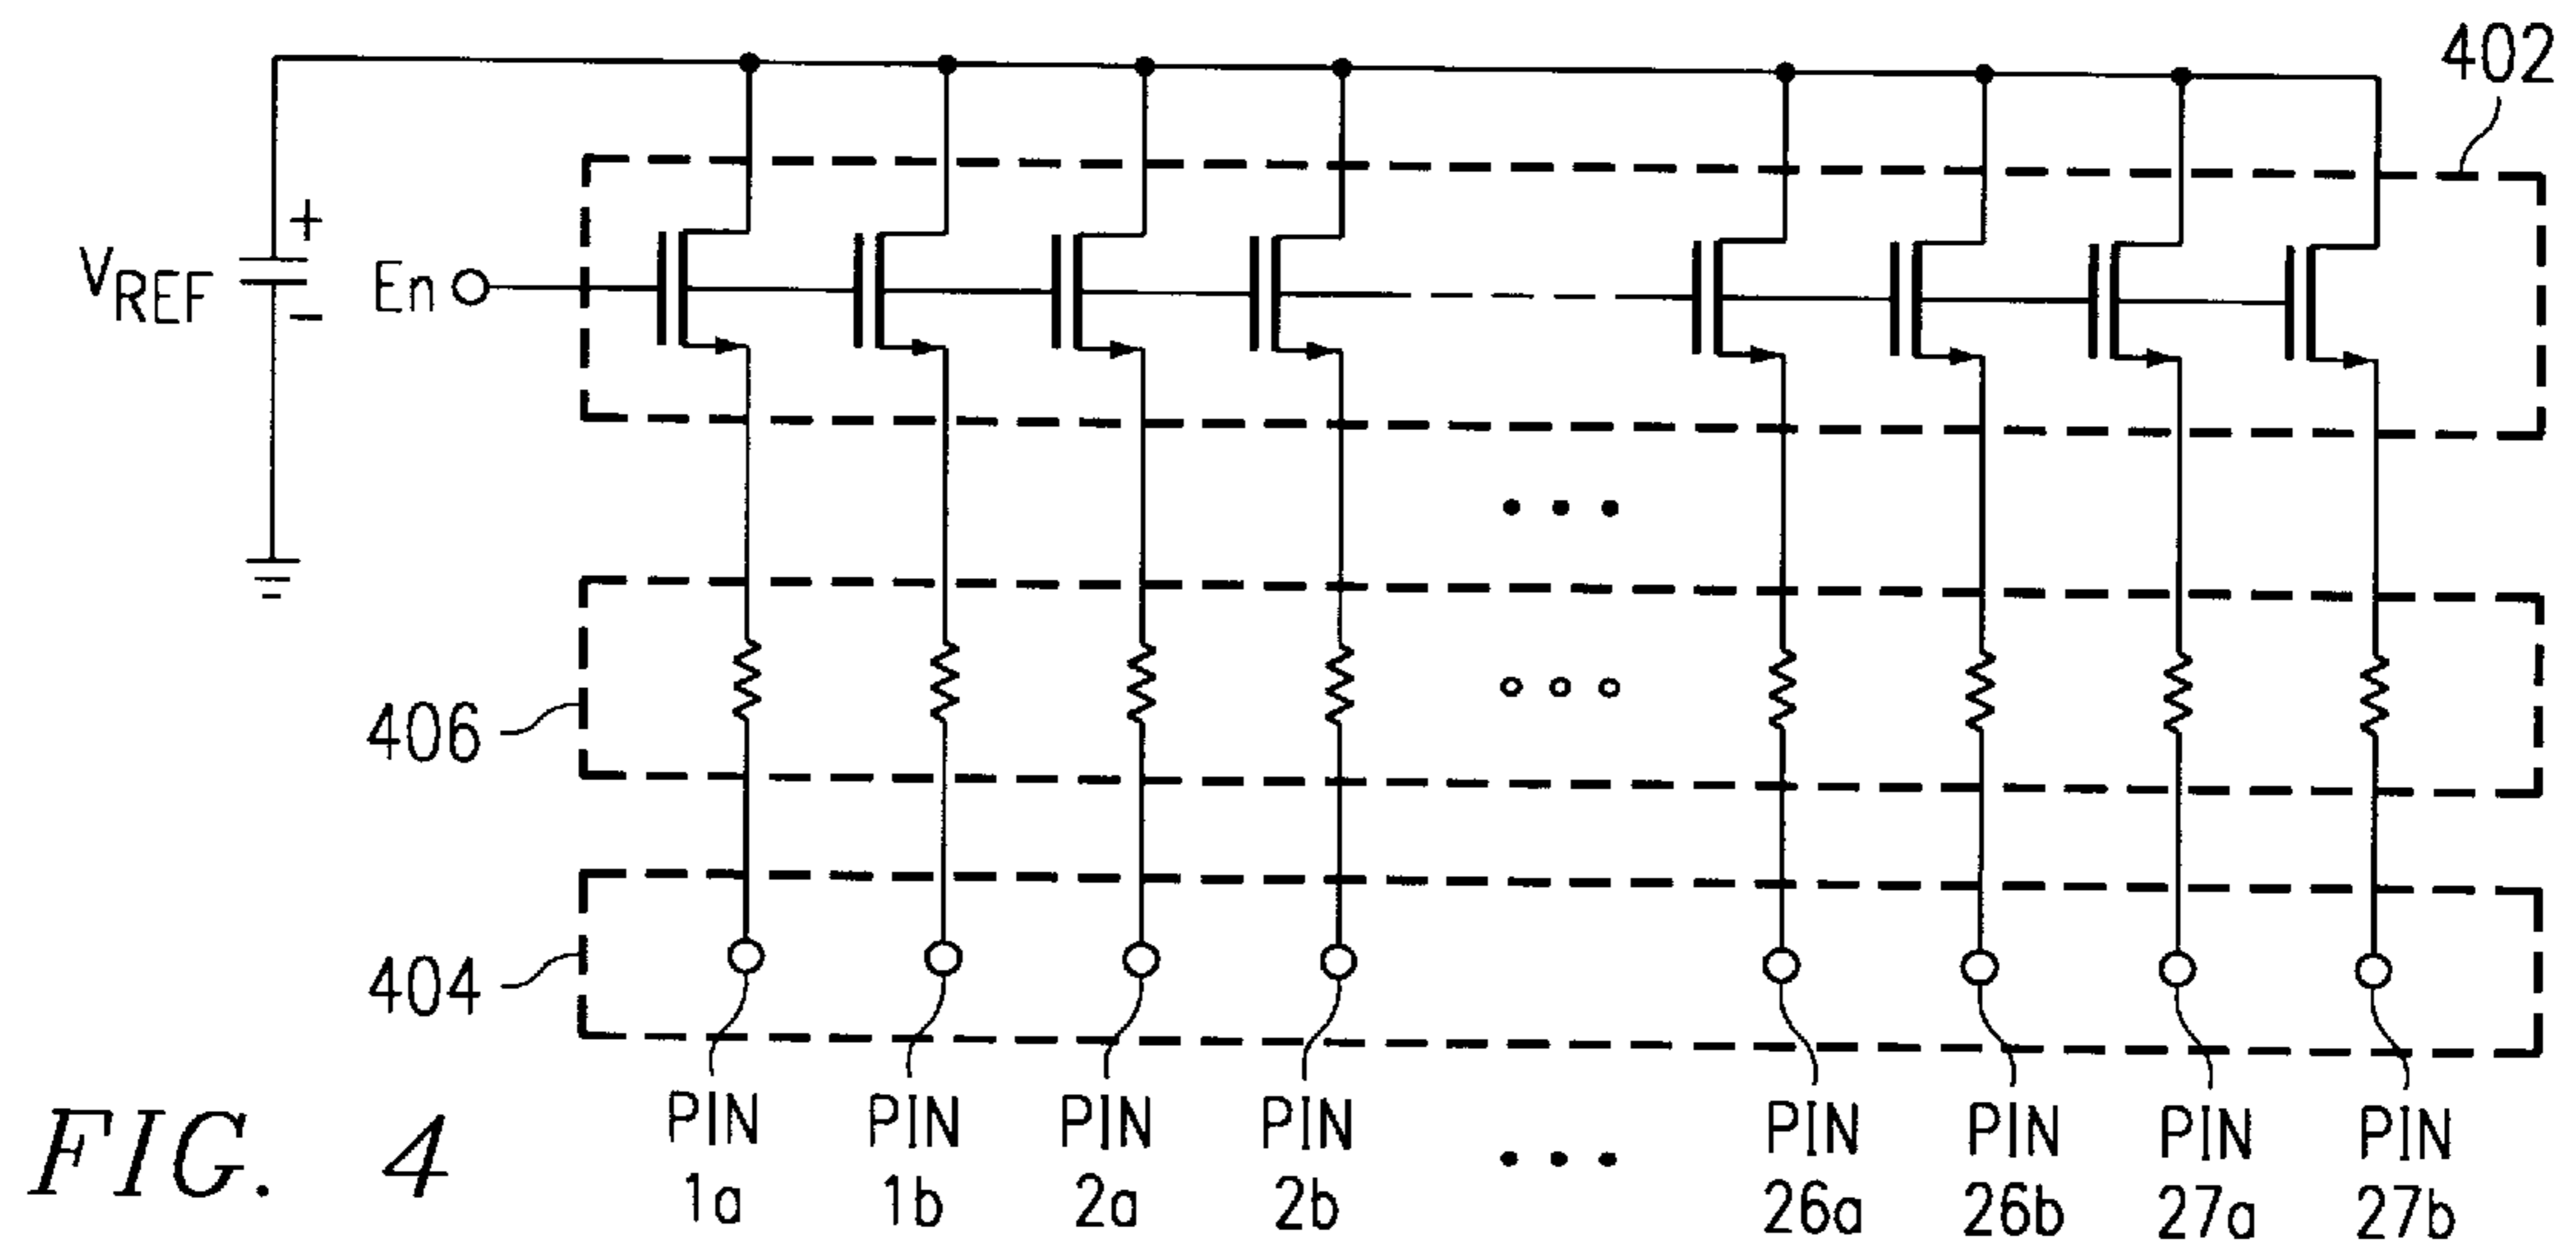 402
+
VREF
En
−
406
404
PIN 1a
PIN 1b
PIN 2a
PIN 2b
• • •
PIN 26a
PIN 26b
PIN 27a
PIN 27b
FIG. 4